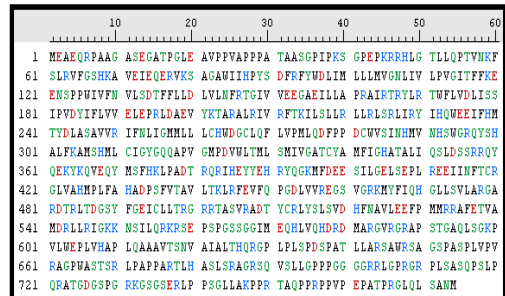 10 20 30 40 50 60
1 MEAEQRPAAG ASEGATPGLE AVPPVAPPPA TAASGPIPKS GPEPKRRHLG TLLQPTVNKF
61 SLRVFGSHKA VEIEQERVKS AGAWIIHPYS DFRFYWDLIM LLLMVGNLIV LPVGITFFKE
121 ENSPPWIVFN VLSDTFFLLD LVLNFRTGIV VEEGAEILLA PRAIRTRYLR TWFLVDLISS
181 IPVDYIFLVV ELEPRLDAEV YKTARALRIV RFTKILSLLR LLRLSRLIRY IHQWEEIFHM
241 TYDLASAVVR IFNLIGMMLL LCHWDGCLQF LVPMLQDFPP DCWVSINHMV NHSWGRQYSH
301 ALFKAMSHML CIGYGQQAPV GMPDVWLTML SMIVGATCYA MFIGHATALI QSLDSSRRQY
361 QEKYKQVEQY MSFHKLPADT RQRIHEYYEH RYQGKMFDEE SILGELSEPL REEIINFTCR
421 GLVAHMPLFA HADPSFVTAV LTKLRFEVFQ PGDLVVREGS VGRKMYFIQH GLLSVLARGA
481 RDTRLTDGSY FGEICLLTRG RRTASVRADT YCRLYSLSVD HFNAVLEEFP MMRRAFETVA
541 MDRLLRIGKK NSILQRKRSE PSPGSSGGIM EQHLVQHDRD MARGVRGRAP STGAQLSGKP
601 VLWEPLVHAP LQAAAVTSNV AIALTHQRGP LPLSPDSPAT LLARSAWRSA GSPASPLVPV
661 RAGPWASTSR LPAPPARTLH ASLSRAGRSQ VSLLGPPPGG GGRRLGPRGR PLSASQPSLP
721 QRATGDGSPG RKGSGSERLP PSGLLAKPPR TAQPPRPPVP EPATPRGLQL SANM